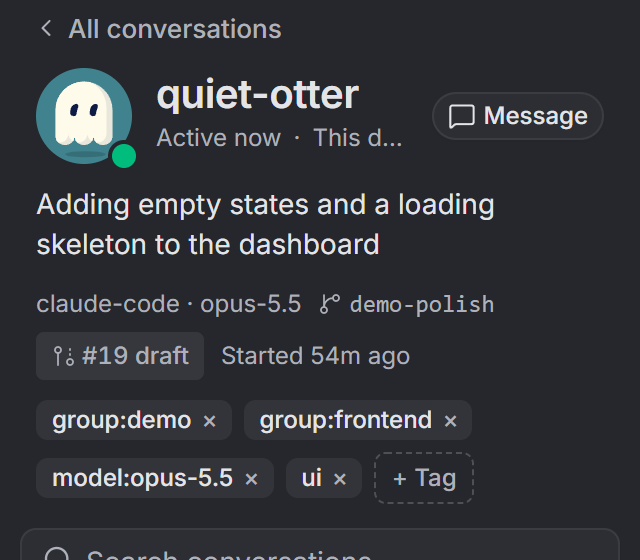 All conversations
quiet-otter
Message
Active now · This d...
Adding empty states and a loading
skeleton to the dashboard
claude-code · opus-5.5 demo-polish
#19 draft Started 54m ago
group:demo × group:frontend ×
model:opus-5.5 × ui × + Tag
Search conversations